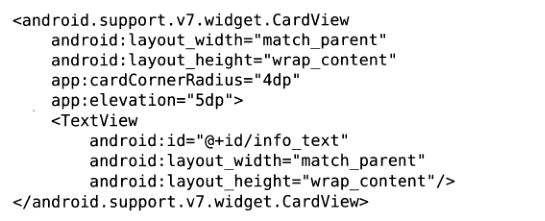 <android.support.v7.widget.CardView
    android:layout_width="match_parent"
    android:layout_height="wrap_content"
    app:cardCornerRadius="4dp"
    app:elevation="5dp">
    <TextView
        android:id="@+id/info_text"
        android:layout_width="match_parent"
        android:layout_height="wrap_content"/>
</android.support.v7.widget.CardView>